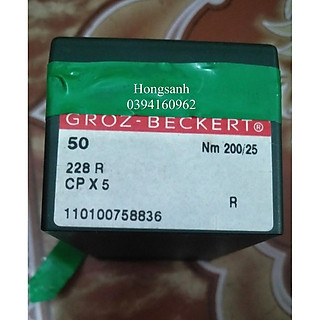 Hongsanh
0394160962
GROZ-BECKERT®
50 Nm 200/25
228 R
CP X 5
R
110100758836